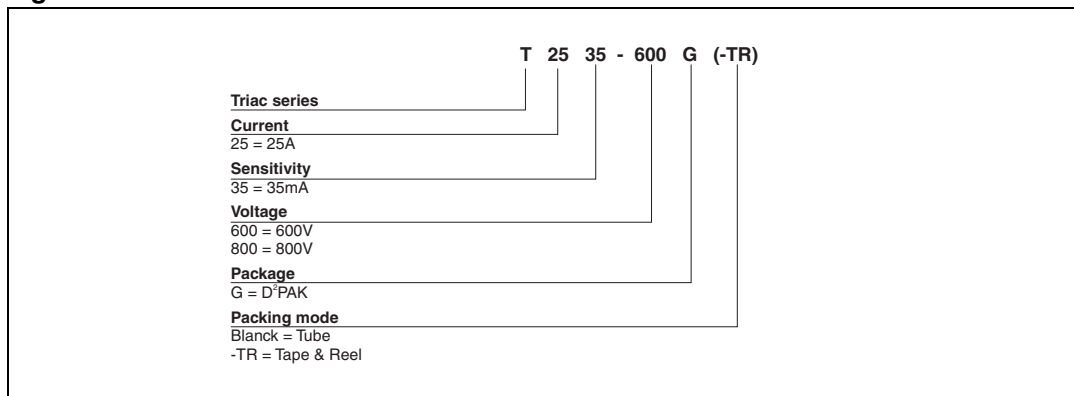 T 25 35 - 600 G (-TR)
Triac series
Current
25 = 25A
Sensitivity
35 = 35mA
Voltage
600 = 600V
800 = 800V
Package
G = D²PAK
Packing mode
Blanck = Tube
-TR = Tape & Reel